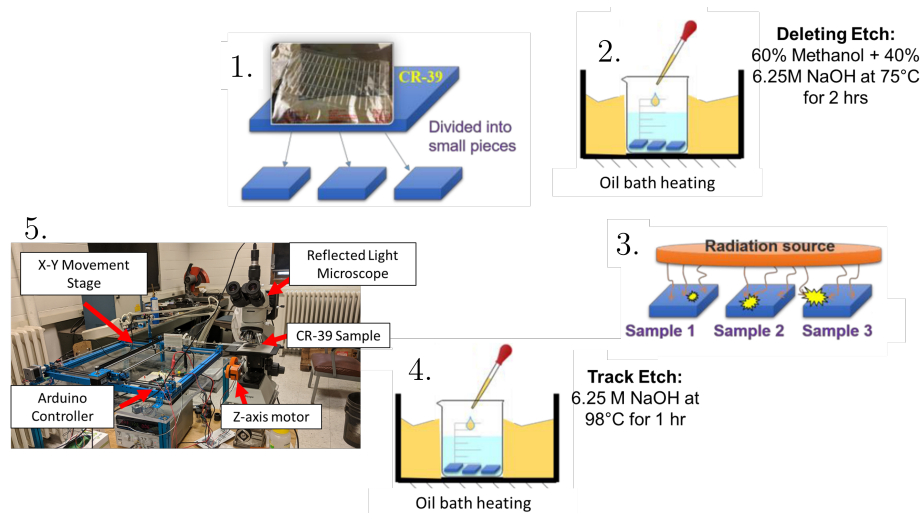 1.
CR-39
Divided into
small pieces
2.
Oil bath heating
Deleting Etch:
60% Methanol + 40%
6.25M NaOH at 75°C
for 2 hrs
3.
Radiation source
Sample 1
Sample 2
Sample 3
4.
Oil bath heating
Track Etch:
6.25 M NaOH at
98°C for 1 hr
5.
X-Y Movement
Stage
Reflected Light
Microscope
CR-39 Sample
Arduino
Controller
Z-axis motor